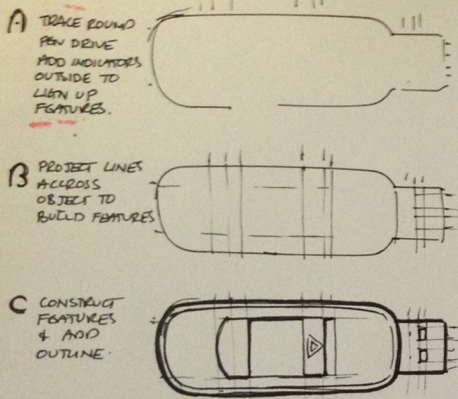 A TRACE ROUND
PEN DRIVE
ADD INDICATORS
OUTSIDE TO
LIGN UP
FEATURES.
B PROJECT LINES
ACCROSS
OBJECT TO
BUILD FEATURES
C CONSTRUCT
FEATURES
& ADD
OUTLINE.